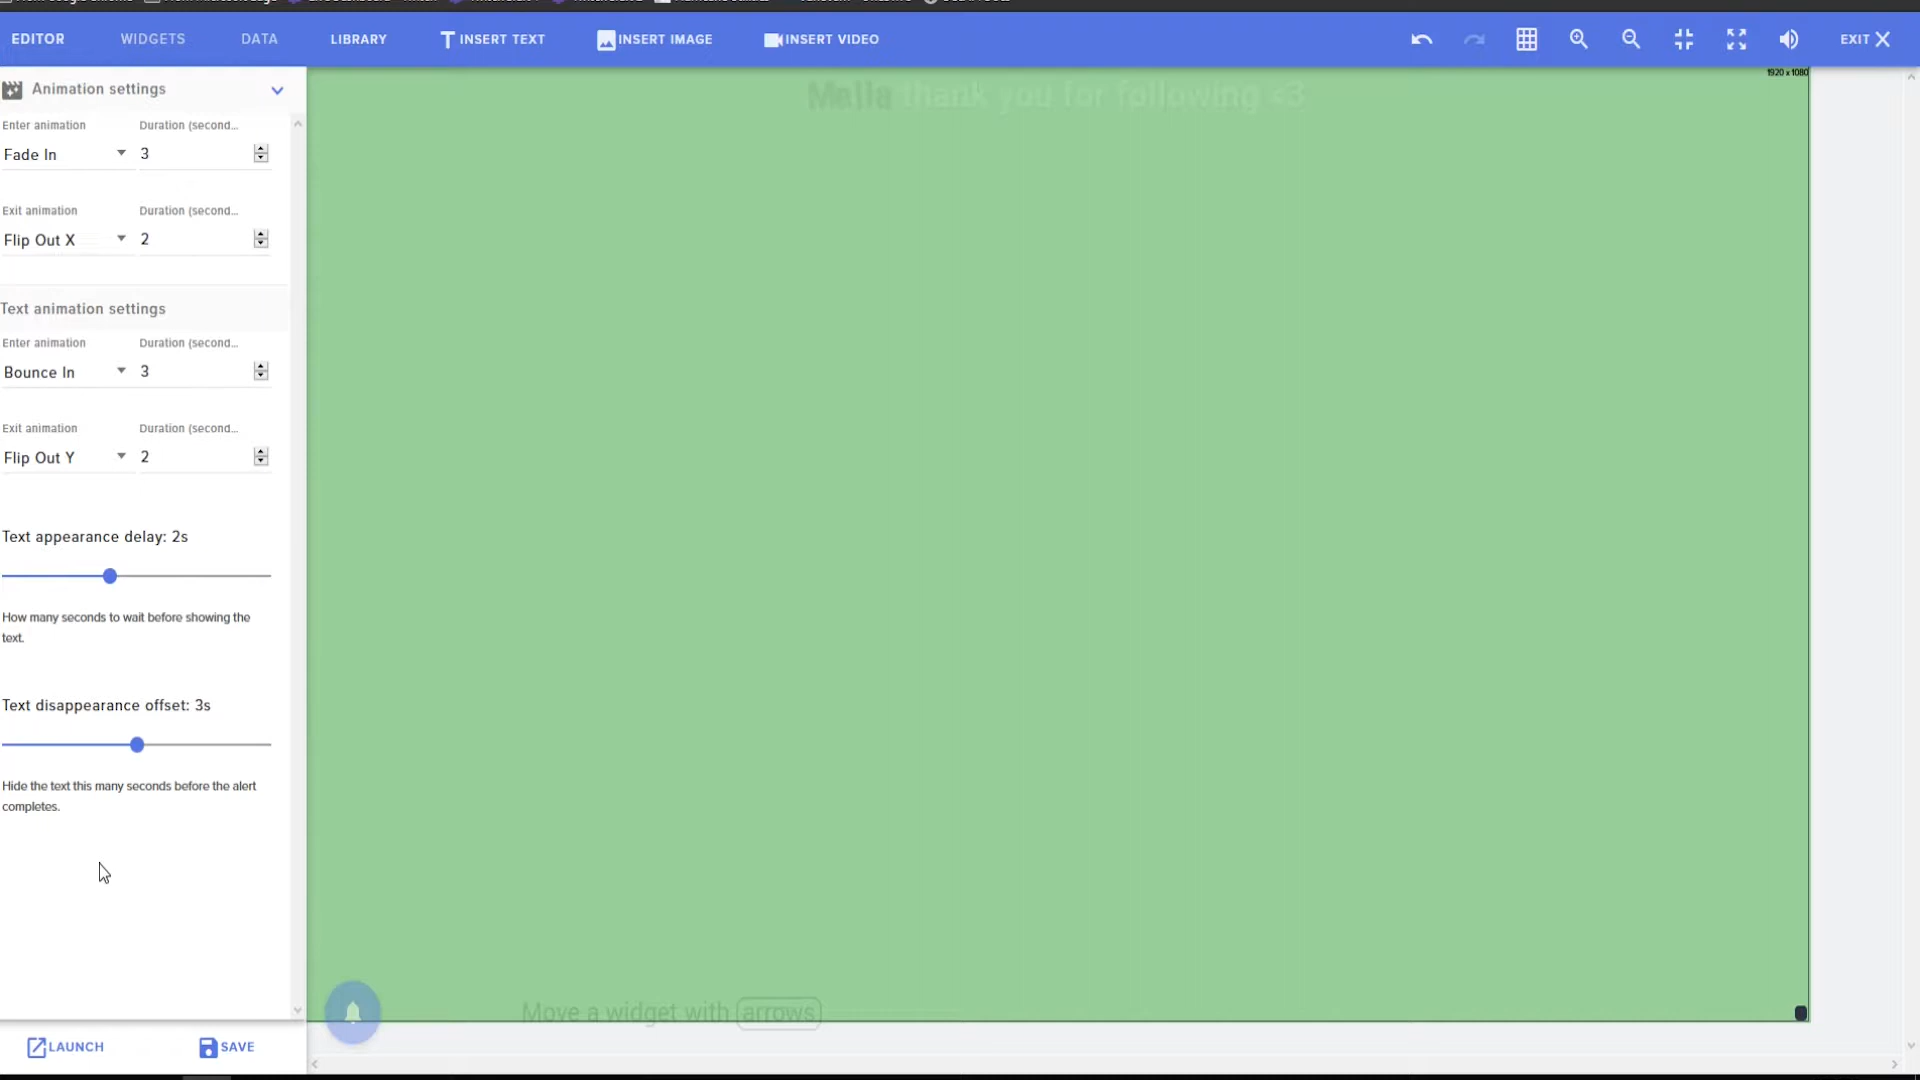 EDITOR WIDGETS DATA LIBRARY INSERT TEXT INSERT IMAGE INSERT VIDEO EXIT
Animation settings
1920 x 1080
thank you for following <3
Enter animation Duration (second...
Fade In 3
Exit animation Duration (second...
Flip Out X 2
Text animation settings
Enter animation Duration (second...
Bounce In 3
Exit animation Duration (second...
Flip Out Y 2
Text appearance delay: 2s
How many seconds to wait before showing the
text.
Text disappearance offset: 3s
Hide the text this many seconds before the alert
completes.
Move a widget with arrows
LAUNCH SAVE